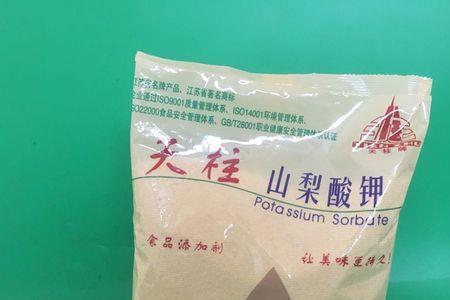 江苏省名牌产品、江苏省著名商标
企业通过ISO9001质量管理体系、ISO14001环境管理体系、
ISO22000食品安全管理体系、GB/T28001职业健康安全管理体系认证
天柱
山梨酸钾
Potassium Sorbate
食品添加剂
让美味更持久!